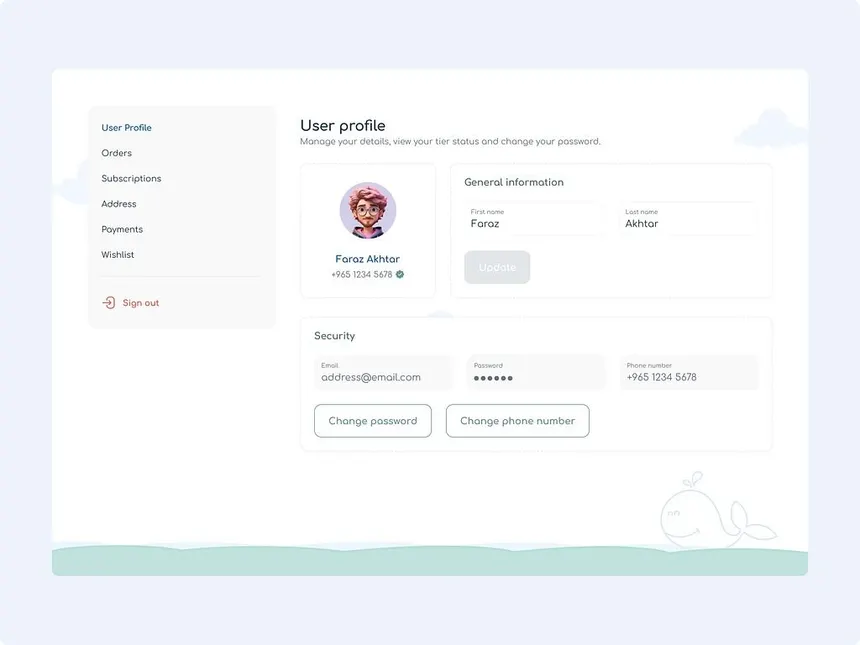 User Profile
Orders
Subscriptions
Address
Payments
Wishlist
Sign out
User profile
Manage your details, view your tier status and change your password.
Faraz Akhtar
+965 1234 5678
General information
First name
Faraz
Last name
Akhtar
Update
Security
Email
address@email.com
Password
●●●●●●
Phone number
+965 1234 5678
Change password
Change phone number